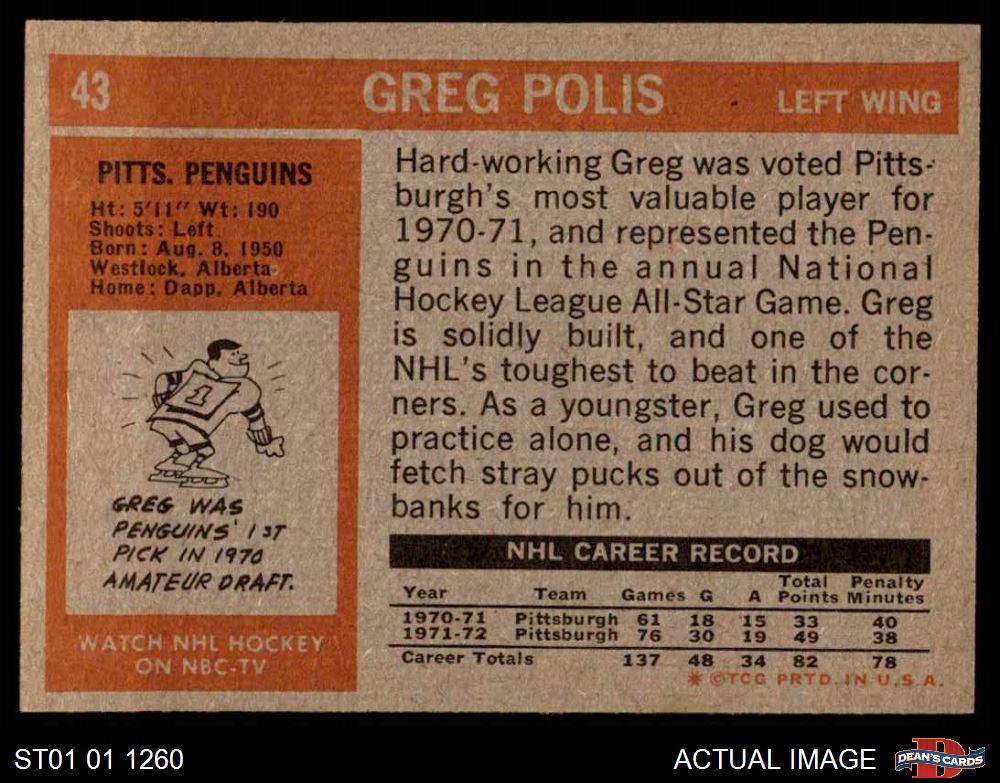 43 GREG POLIS LEFT WING
PITTS. PENGUINS
Ht: 5'11" Wt: 190
Shoots: Left
Born: Aug. 8, 1950
Westlock, Alberta
Home: Dapp, Alberta
1
GREG WAS
PENGUINS' 1ST
PICK IN 1970
AMATEUR DRAFT.
WATCH NHL HOCKEY
ON NBC-TV
Hard-working Greg was voted Pitts-
burgh's most valuable player for
1970-71, and represented the Pen-
guins in the annual National
Hockey League All-Star Game. Greg
is solidly built, and one of the
NHL's toughest to beat in the cor-
ners. As a youngster, Greg used to
practice alone, and his dog would
fetch stray pucks out of the snow-
banks for him.
NHL CAREER RECORD
Year Team Games G A Total Points Penalty Minutes
1970-71 Pittsburgh 61 18 15 33 40
1971-72 Pittsburgh 76 30 19 49 38
Career Totals 137 48 34 82 78
* ©TCG PRTD. IN U.S.A.
ST01 01 1260 ACTUAL IMAGE D DEAN'S CARDS